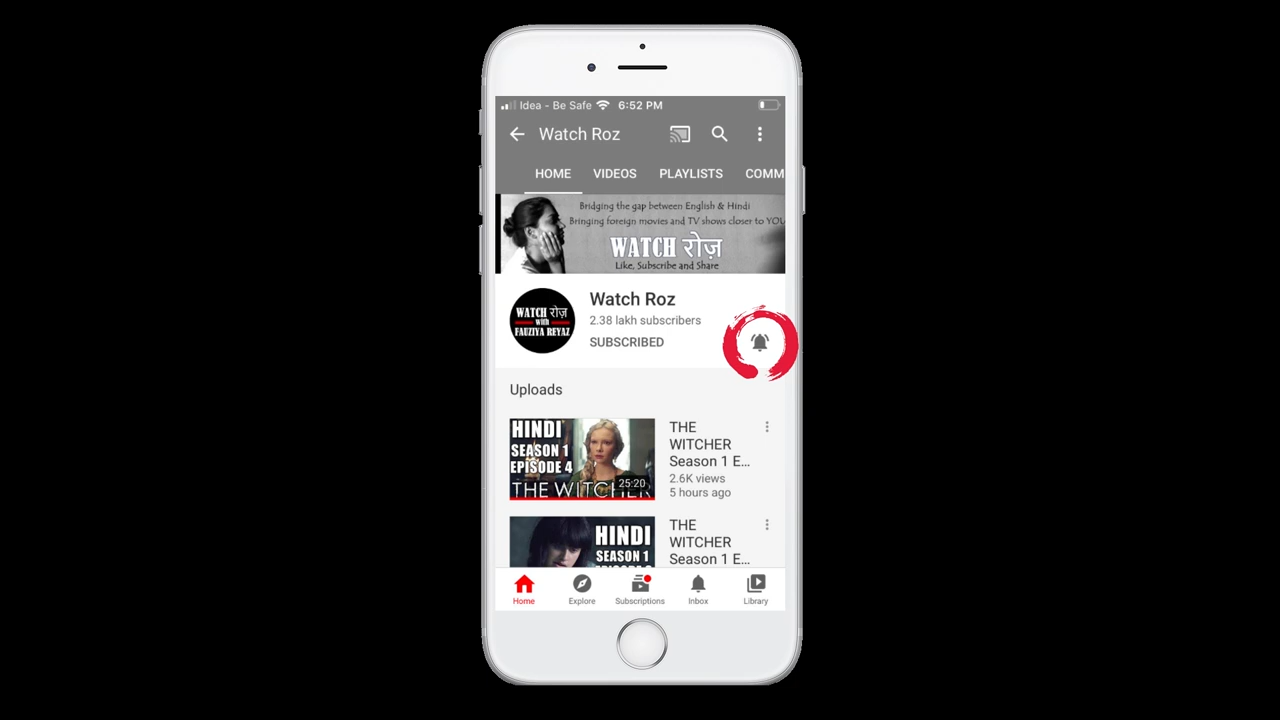 Idea - Be Safe 6:52 PM
Watch Roz
HOME VIDEOS PLAYLISTS COMM
Bridging the gap between English & Hindi
Bringing foreign movies and TV shows closer to YOU
WATCH रोज़
Like, Subscribe and Share
WATCH रोज़
with
FAUZIYA REYAZ
Watch Roz
2.38 lakh subscribers
SUBSCRIBED
Uploads
HINDI
SEASON 1
EPISODE 4
THE WITCHER
25:20
THE
WITCHER
Season 1 E...
2.6K views
5 hours ago
HINDI
SEASON 1
THE
WITCHER
Season 1 E...
Home Explore Subscriptions Inbox Library